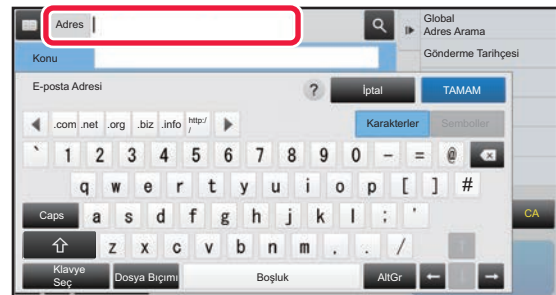 Adres
Global
Adres Arama
Konu
Gönderme Tarihçesi
E-posta Adresi
?
İptal
TAMAM
.com .net .org .biz .info http://
Karakterler
Semboller
` 1 2 3 4 5 6 7 8 9 0 - = @
q w e r t y u i o p [ ] #
Caps a s d f g h j k l ; '
CA
z x c v b n m . . /
Klavye
Seç
Dosya Bıçımı
Boşluk
AltGr